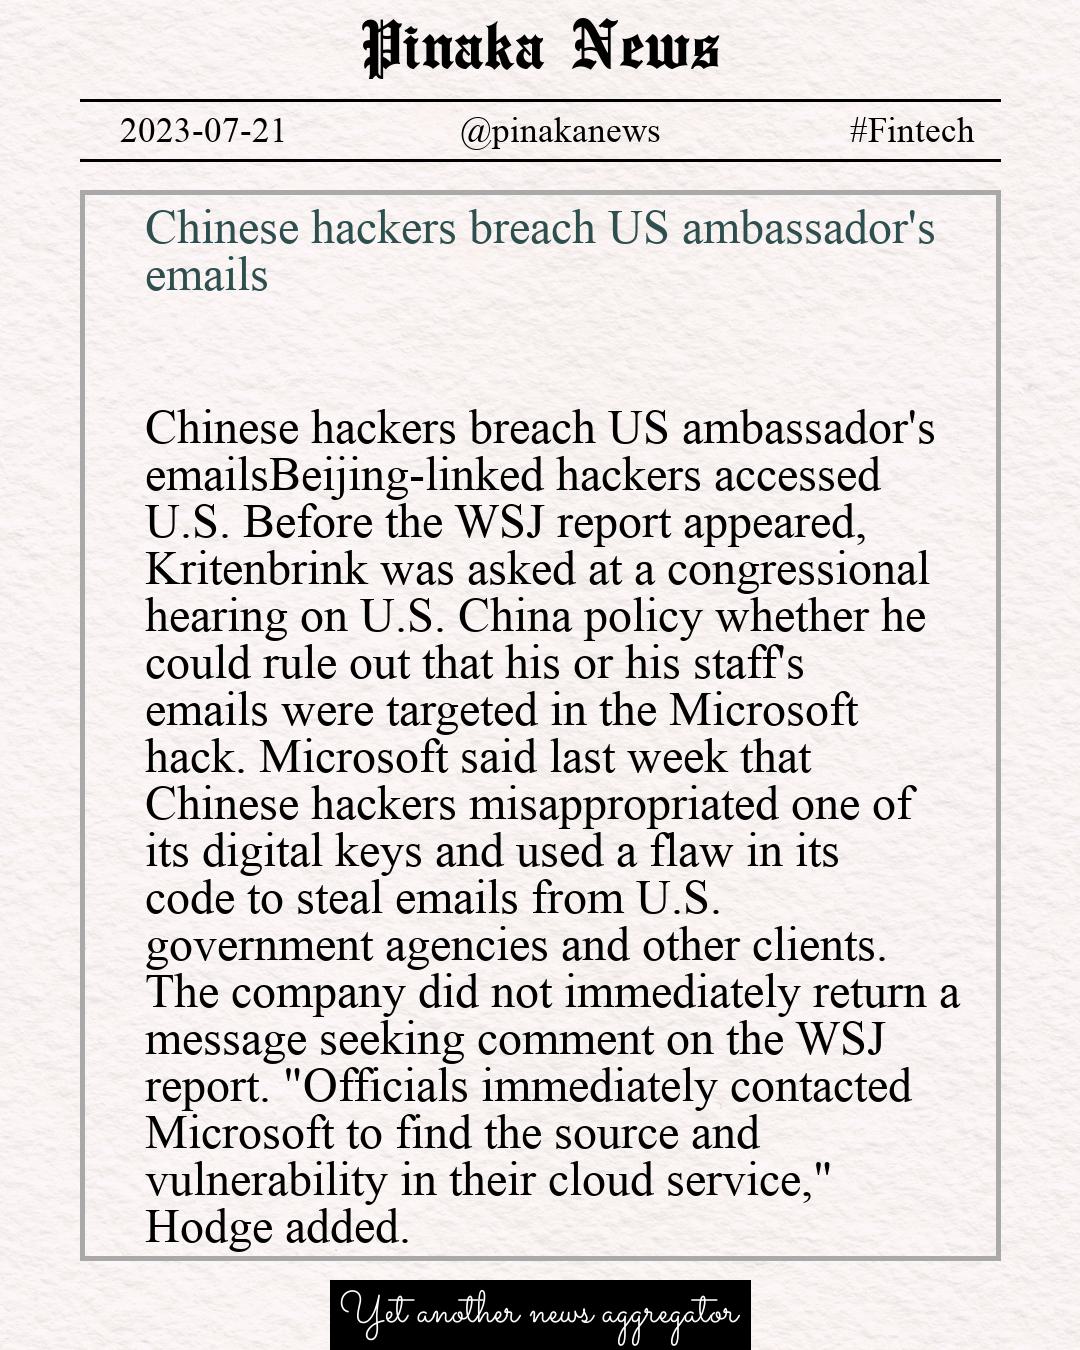 Pinaka News
2023-07-21 @pinakanews #Fintech
Chinese hackers breach US ambassador's
emails
Chinese hackers breach US ambassador's
emailsBeijing-linked hackers accessed
U.S. Before the WSJ report appeared,
Kritenbrink was asked at a congressional
hearing on U.S. China policy whether he
could rule out that his or his staff's
emails were targeted in the Microsoft
hack. Microsoft said last week that
Chinese hackers misappropriated one of
its digital keys and used a flaw in its
code to steal emails from U.S.
government agencies and other clients.
The company did not immediately return a
message seeking comment on the WSJ
report. "Officials immediately contacted
Microsoft to find the source and
vulnerability in their cloud service,"
Hodge added.
Yet another news aggregator